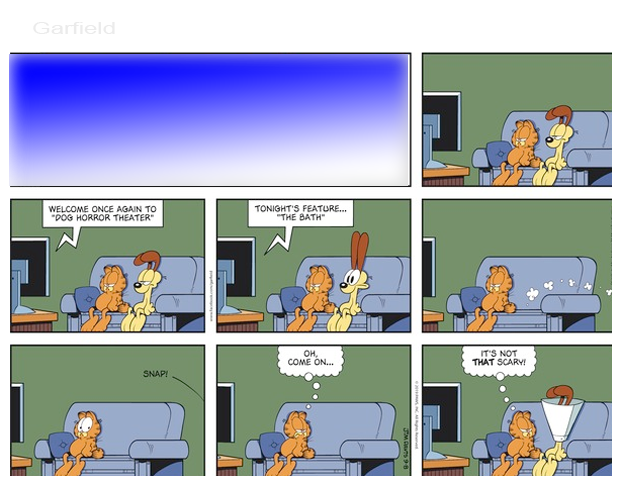 Garfield
WELCOME ONCE AGAIN TO
"DOG HORROR THEATER"
TONIGHT'S FEATURE...
"THE BATH"
SNAP!
OH,
COME ON...
IT'S NOT
THAT SCARY!